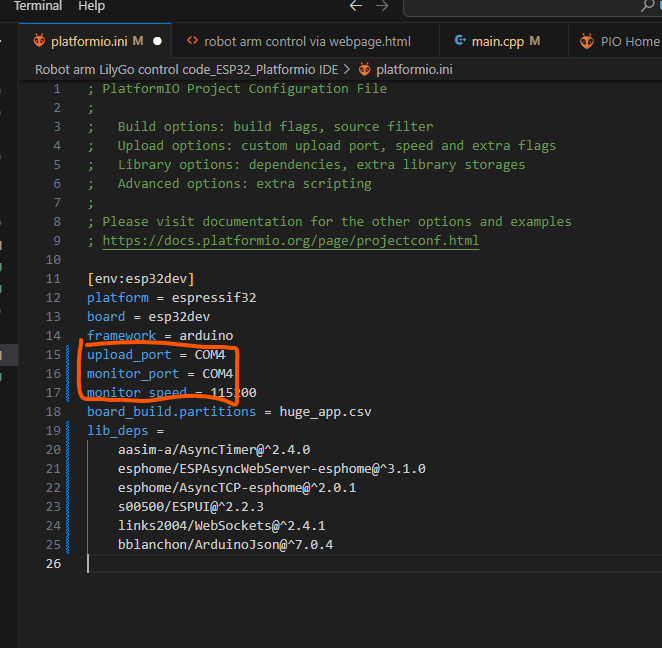 Terminal Help
platformio.ini M
robot arm control via webpage.html
main.cpp M
PIO Home
Robot arm LilyGo control code_ESP32_Platformio IDE > platformio.ini
1 ; PlatformIO Project Configuration File
2 ;
3 ;   Build options: build flags, source filter
4 ;   Upload options: custom upload port, speed and extra flags
5 ;   Library options: dependencies, extra library storages
6 ;   Advanced options: extra scripting
7 ;
8 ; Please visit documentation for the other options and examples
9 ; https://docs.platformio.org/page/projectconf.html
10
11 [env:esp32dev]
12 platform = espressif32
13 board = esp32dev
14 framework = arduino
15 upload_port = COM4
16 monitor_port = COM4
17 monitor_speed = 115200
18 board_build.partitions = huge_app.csv
19 lib_deps =
20     aasim-a/AsyncTimer@^2.4.0
21     esphome/ESPAsyncWebServer-esphome@^3.1.0
22     esphome/AsyncTCP-esphome@^2.0.1
23     s00500/ESPUI@^2.2.3
24     links2004/WebSockets@^2.4.1
25     bblanchon/ArduinoJson@^7.0.4
26